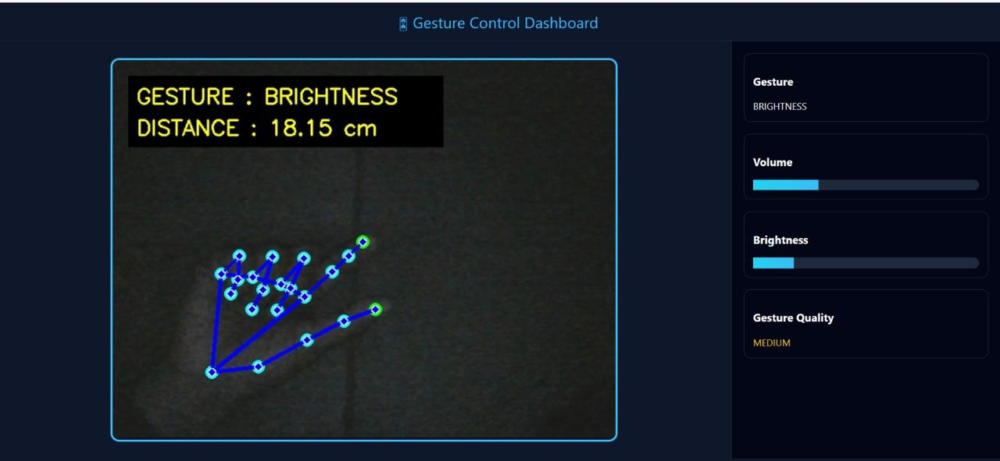 Gesture Control Dashboard
GESTURE : BRIGHTNESS
DISTANCE : 18.15 cm
Gesture
BRIGHTNESS
Volume
Brightness
Gesture Quality
MEDIUM